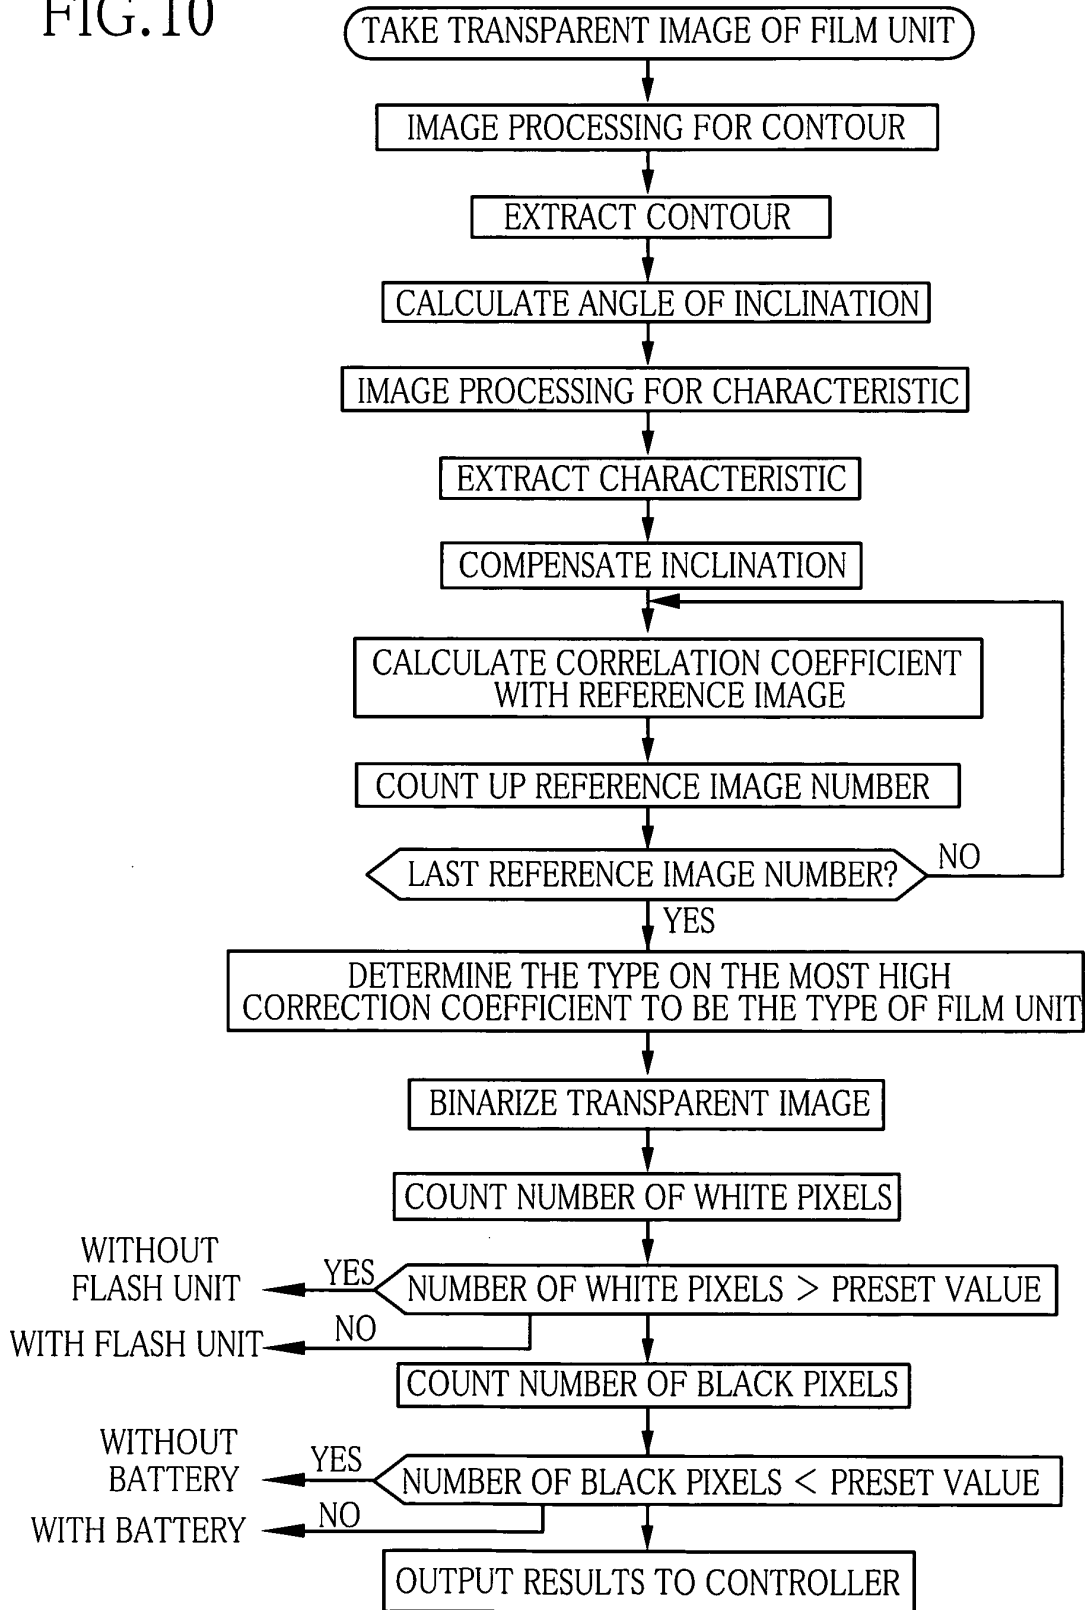 FIG.10
TAKE TRANSPARENT IMAGE OF FILM UNIT
IMAGE PROCESSING FOR CONTOUR
EXTRACT CONTOUR
CALCULATE ANGLE OF INCLINATION
IMAGE PROCESSING FOR CHARACTERISTIC
EXTRACT CHARACTERISTIC
COMPENSATE INCLINATION
CALCULATE CORRELATION COEFFICIENT
WITH REFERENCE IMAGE
COUNT UP REFERENCE IMAGE NUMBER
LAST REFERENCE IMAGE NUMBER?
NO
YES
DETERMINE THE TYPE ON THE MOST HIGH
CORRECTION COEFFICIENT TO BE THE TYPE OF FILM UNIT
BINARIZE TRANSPARENT IMAGE
COUNT NUMBER OF WHITE PIXELS
NUMBER OF WHITE PIXELS > PRESET VALUE
YES
WITHOUT
FLASH UNIT
NO
WITH FLASH UNIT
COUNT NUMBER OF BLACK PIXELS
NUMBER OF BLACK PIXELS < PRESET VALUE
YES
WITHOUT
BATTERY
NO
WITH BATTERY
OUTPUT RESULTS TO CONTROLLER